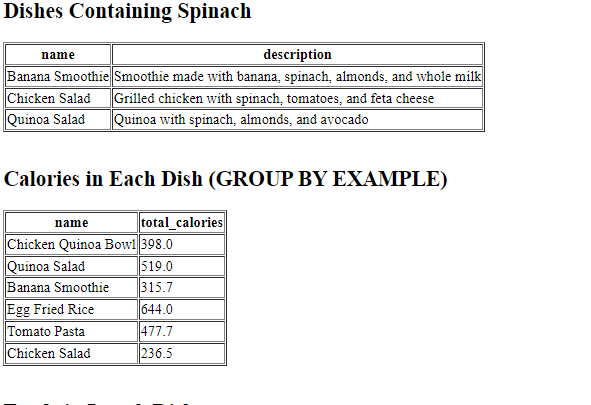 Dishes Containing Spinach
name description
Banana Smoothie Smoothie made with banana, spinach, almonds, and whole milk
Chicken Salad Grilled chicken with spinach, tomatoes, and feta cheese
Quinoa Salad Quinoa with spinach, almonds, and avocado
Calories in Each Dish (GROUP BY EXAMPLE)
name total_calories
Chicken Quinoa Bowl 398.0
Quinoa Salad 519.0
Banana Smoothie 315.7
Egg Fried Rice 644.0
Tomato Pasta 477.7
Chicken Salad 236.5